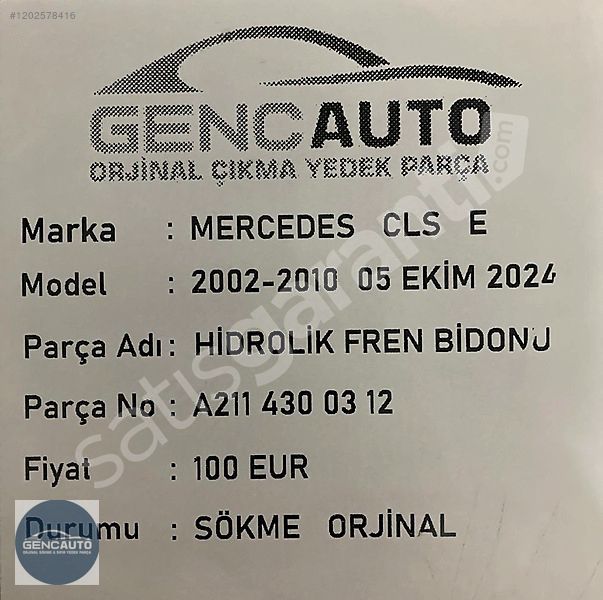 #1202578416
GENCAUTO
ORJİNAL ÇIKMA YEDEK PARÇA
Marka : MERCEDES CLS E
Model : 2002-2010 05 EKİM 2024
Parça Adı : HİDROLİK FREN BİDONU
Parça No : A211 430 03 12
Fiyat : 100 EUR
Durumu : SÖKME ORJİNAL
satısgaranti.com
GENCAUTO